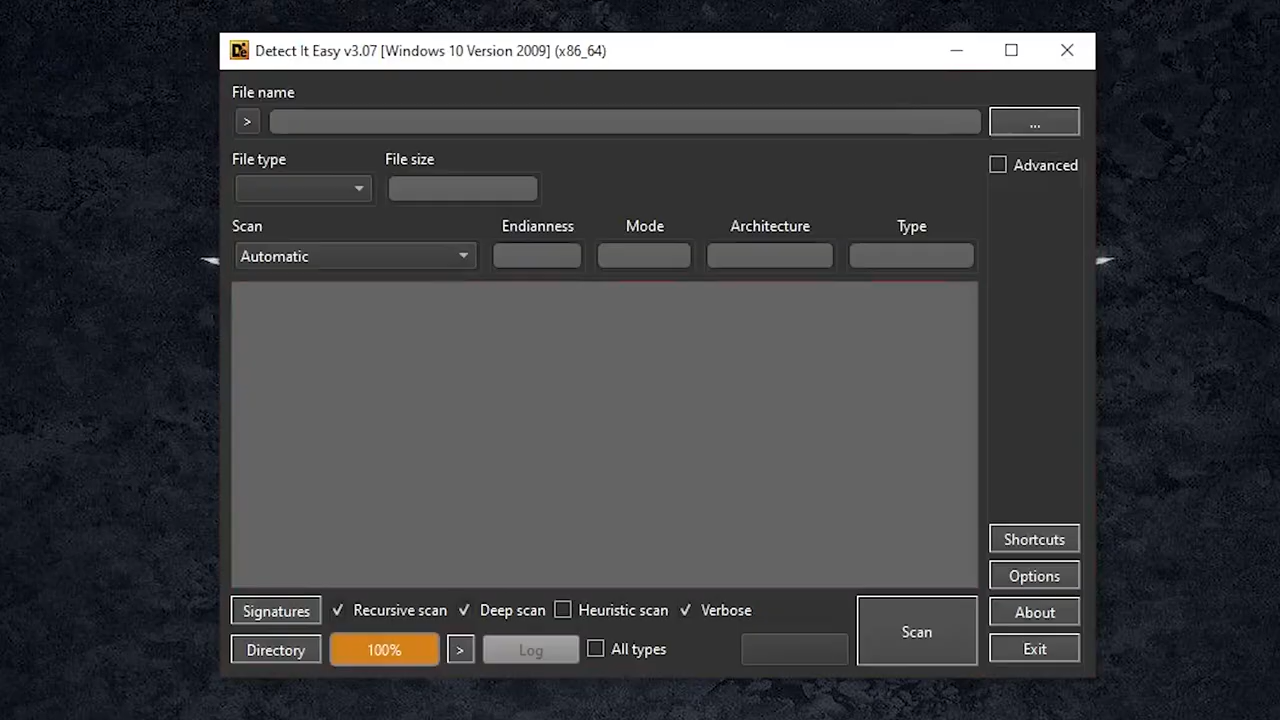 De Detect It Easy v3.07 [Windows 10 Version 2009] (x86_64)
File name
> ...
File type File size
Advanced
Scan Endianness Mode Architecture Type
Automatic
Shortcuts
Options
Signatures Recursive scan Deep scan Heuristic scan Verbose
Scan
About
Directory 100% > Log All types
Exit